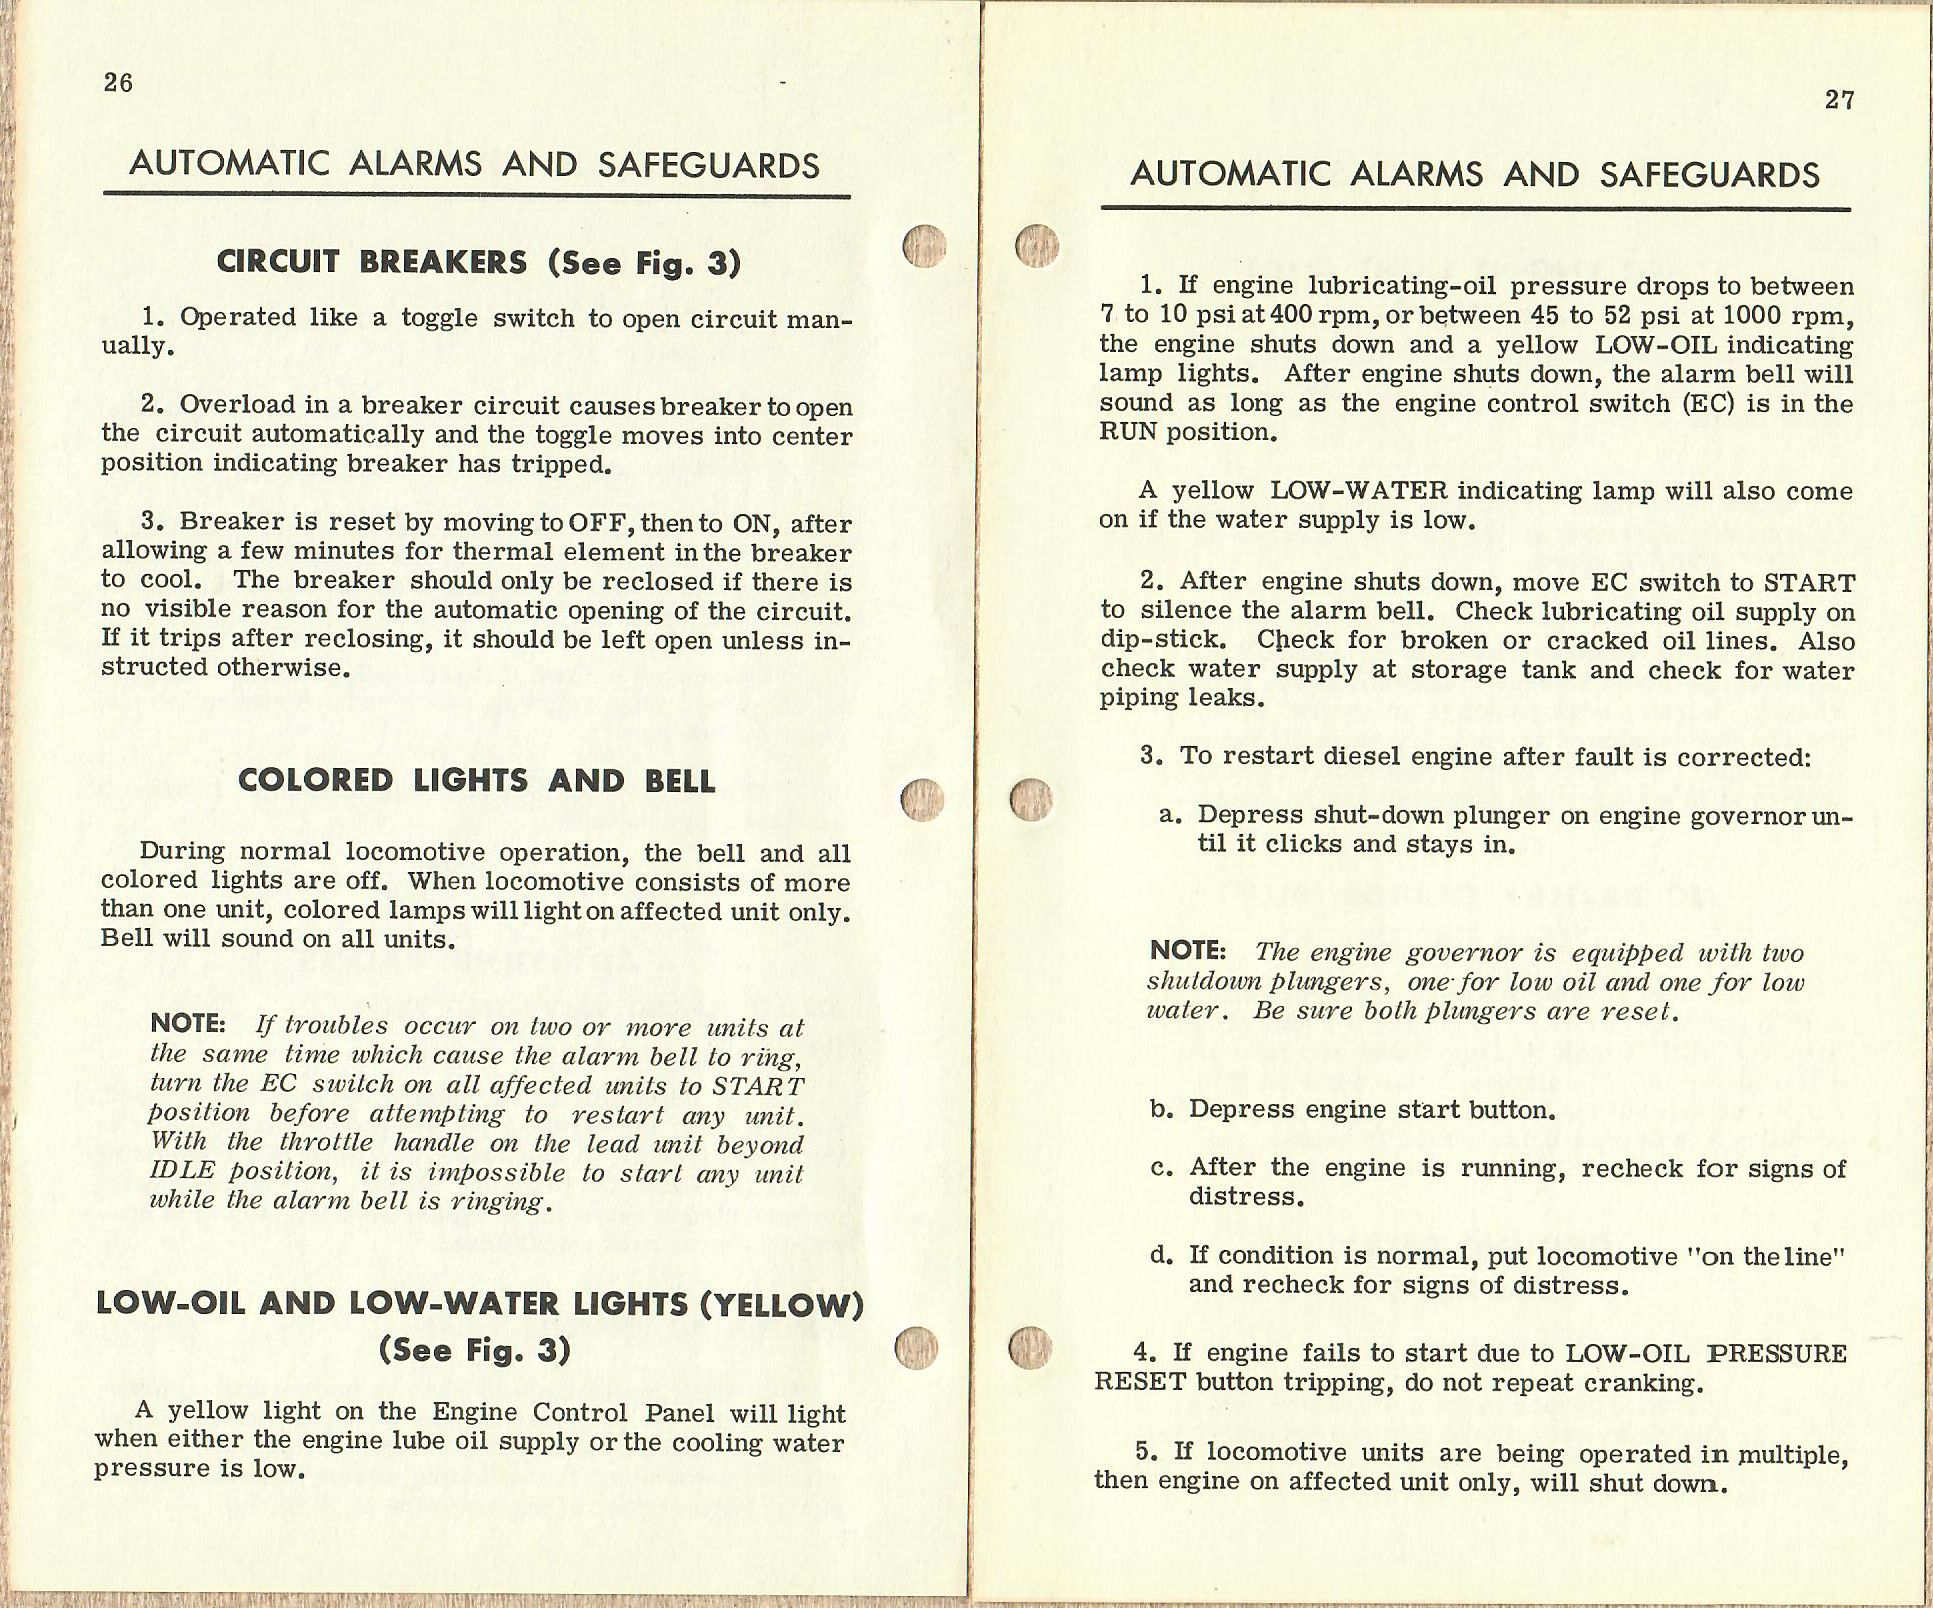 26
AUTOMATIC ALARMS AND SAFEGUARDS
CIRCUIT BREAKERS (See Fig. 3)
1. Operated like a toggle switch to open circuit man-
ually.
2. Overload in a breaker circuit causes breaker to open
the circuit automatically and the toggle moves into center
position indicating breaker has tripped.
3. Breaker is reset by moving to OFF, then to ON, after
allowing a few minutes for thermal element in the breaker
to cool. The breaker should only be reclosed if there is
no visible reason for the automatic opening of the circuit.
If it trips after reclosing, it should be left open unless in-
structed otherwise.
COLORED LIGHTS AND BELL
During normal locomotive operation, the bell and all
colored lights are off. When locomotive consists of more
than one unit, colored lamps will light on affected unit only.
Bell will sound on all units.
NOTE: If troubles occur on two or more units at
the same time which cause the alarm bell to ring,
turn the EC switch on all affected units to START
position before attempting to restart any unit.
With the throttle handle on the lead unit beyond
IDLE position, it is impossible to start any unit
while the alarm bell is ringing.
LOW-OIL AND LOW-WATER LIGHTS (YELLOW)
(See Fig. 3)
A yellow light on the Engine Control Panel will light
when either the engine lube oil supply or the cooling water
pressure is low.
27
AUTOMATIC ALARMS AND SAFEGUARDS
1. If engine lubricating-oil pressure drops to between
7 to 10 psi at 400 rpm, or between 45 to 52 psi at 1000 rpm,
the engine shuts down and a yellow LOW-OIL indicating
lamp lights. After engine shuts down, the alarm bell will
sound as long as the engine control switch (EC) is in the
RUN position.
A yellow LOW-WATER indicating lamp will also come
on if the water supply is low.
2. After engine shuts down, move EC switch to START
to silence the alarm bell. Check lubricating oil supply on
dip-stick. Check for broken or cracked oil lines. Also
check water supply at storage tank and check for water
piping leaks.
3. To restart diesel engine after fault is corrected:
a. Depress shut-down plunger on engine governor un-
til it clicks and stays in.
NOTE: The engine governor is equipped with two
shutdown plungers, one for low oil and one for low
water. Be sure both plungers are reset.
b. Depress engine start button.
c. After the engine is running, recheck for signs of
distress.
d. If condition is normal, put locomotive "on the line"
and recheck for signs of distress.
4. If engine fails to start due to LOW-OIL PRESSURE
RESET button tripping, do not repeat cranking.
5. If locomotive units are being operated in multiple,
then engine on affected unit only, will shut down.